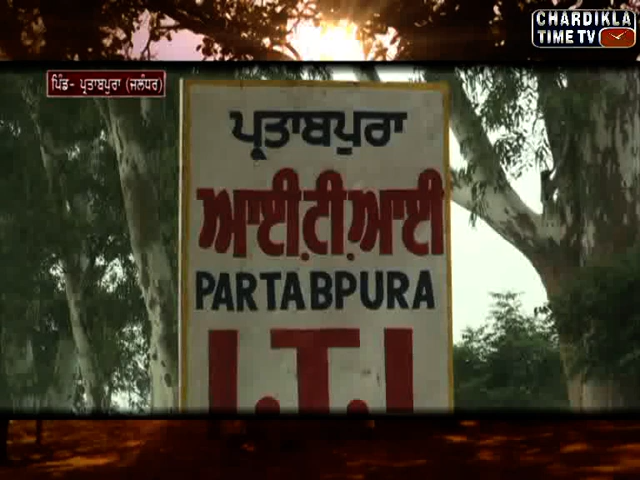 CHARDIKLA
TIME TV
ਪਿੰਡ- ਪ੍ਰਤਾਬਪੁਰਾ (ਜਲੰਧਰ)
ਪ੍ਰਤਾਬਪੁਰਾ
ਆਈ.ਟੀ.ਆਈ
PARTABPURA
I.T.I